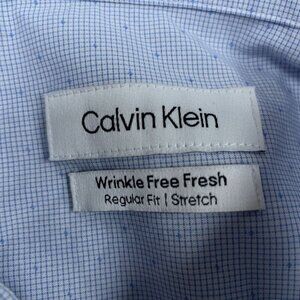 Calvin Klein
Wrinkle Free Fresh
Regular Fit | Stretch